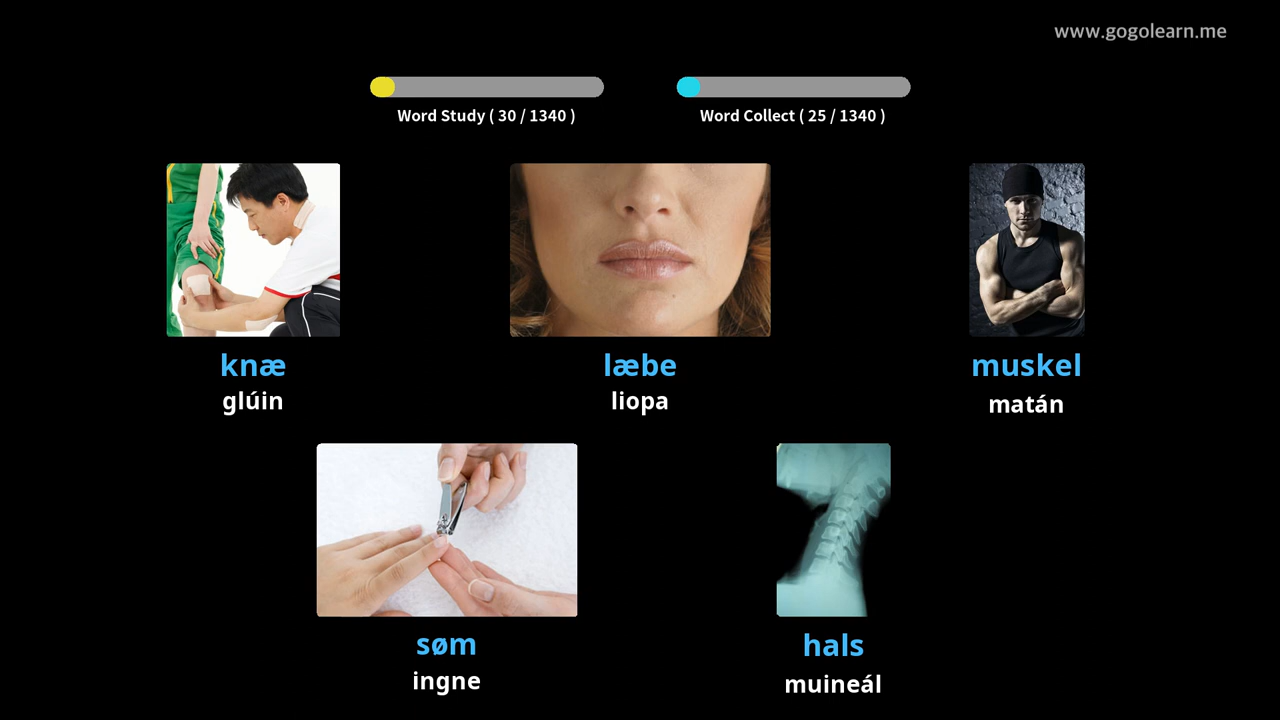 www.gogolearn.me
Word Study ( 30 / 1340 )
Word Collect ( 25 / 1340 )
knæ
glúin
læbe
liopa
muskel
matán
søm
ingne
hals
muineál